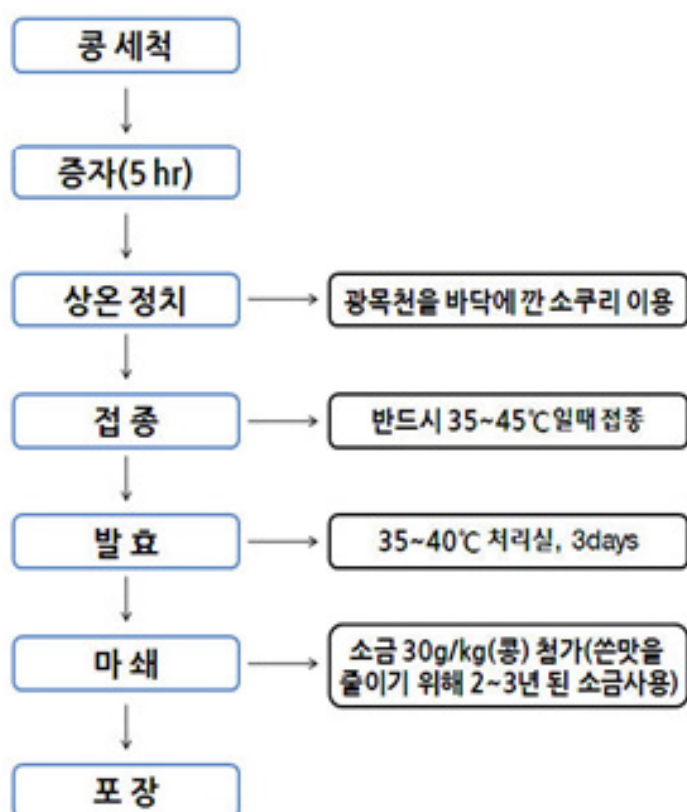 콩 세척
증자(5 hr)
상온 정치
광목천을 바닥에 깐 소쿠리 이용
접 종
반드시 35~45℃일때 접종
발 효
35~40℃ 처리실, 3days
마 쇄
소금 30g/kg(콩) 첨가(쓴맛을
줄이기 위해 2~3년 된 소금사용)
포 장